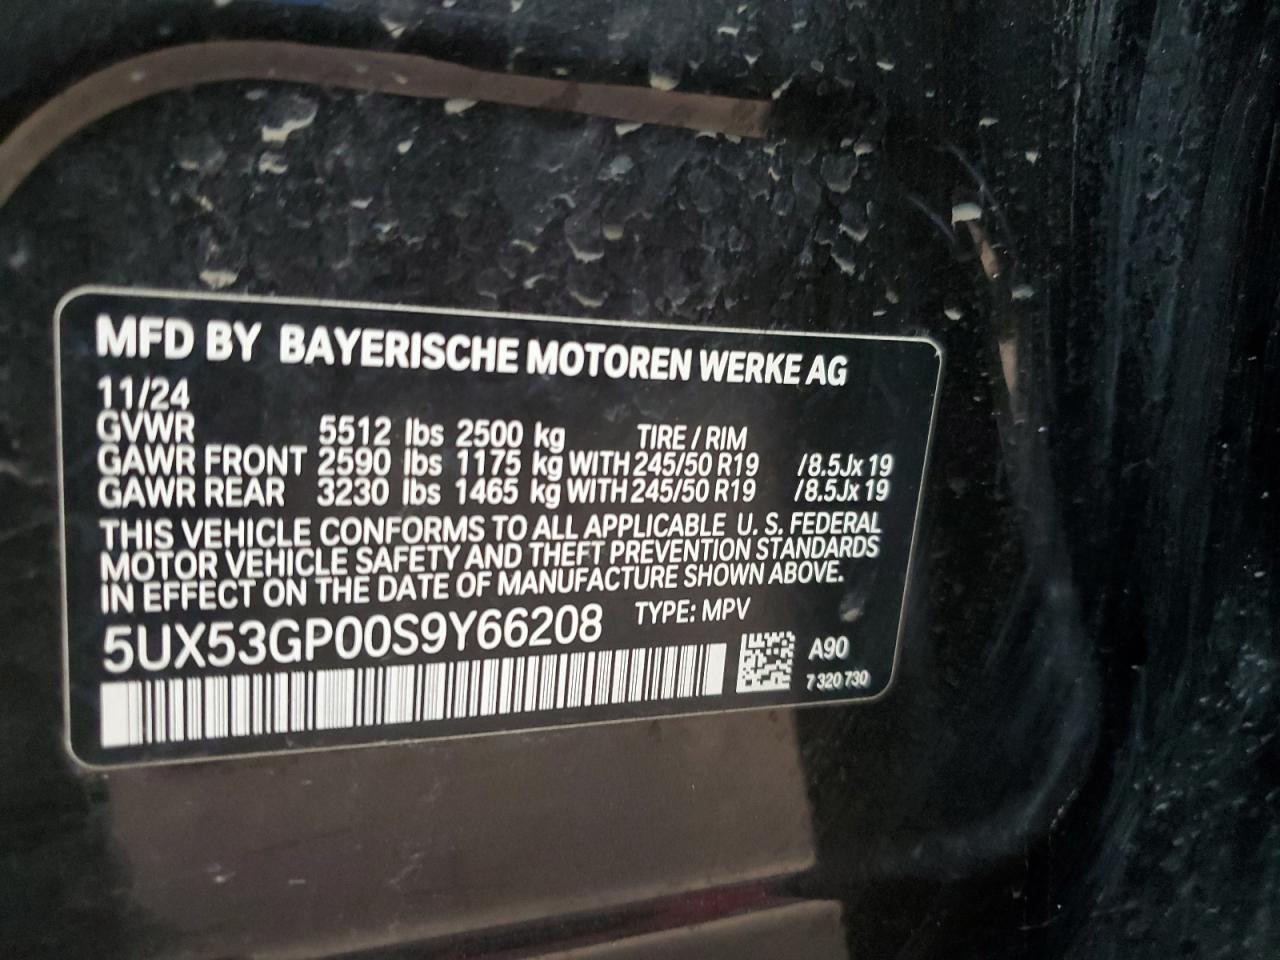 MFD BY BAYERISCHE MOTOREN WERKE AG
11/24
GVWR 5512 lbs 2500 kg TIRE / RIM
GAWR FRONT 2590 lbs 1175 kg WITH 245/50 R19 /8.5Jx 19
GAWR REAR 3230 lbs 1465 kg WITH 245/50 R19 /8.5Jx 19
THIS VEHICLE CONFORMS TO ALL APPLICABLE U. S. FEDERAL
MOTOR VEHICLE SAFETY AND THEFT PREVENTION STANDARDS
IN EFFECT ON THE DATE OF MANUFACTURE SHOWN ABOVE.
5UX53GP00S9Y66208 TYPE: MPV
A90
7 320 730